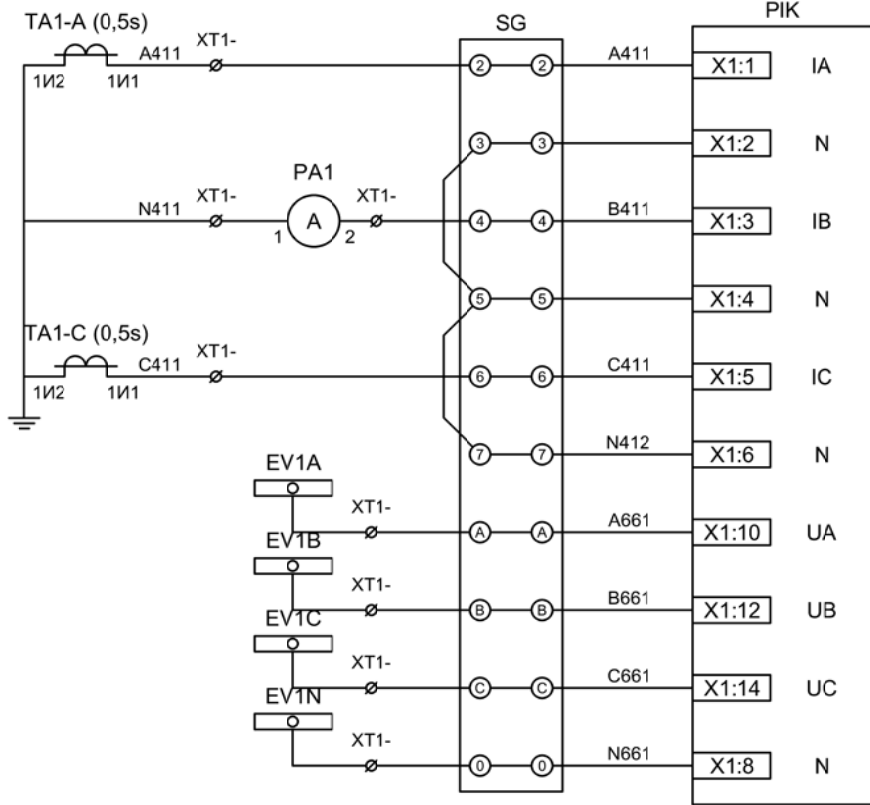 PIK
SG
TA1-A (0,5s)
XT1-
A411
1И2
1И1
2
2
A411
X1:1
IA
3
3
X1:2
N
PA1
N411
XT1-
1
A
2
XT1-
4
4
B411
X1:3
IB
5
5
X1:4
N
TA1-C (0,5s)
XT1-
C411
1И2
1И1
6
6
C411
X1:5
IC
7
7
N412
X1:6
N
EV1A
XT1-
A
A
A661
X1:10
UA
EV1B
XT1-
B
B
B661
X1:12
UB
EV1C
XT1-
C
C
C661
X1:14
UC
EV1N
XT1-
0
0
N661
X1:8
N